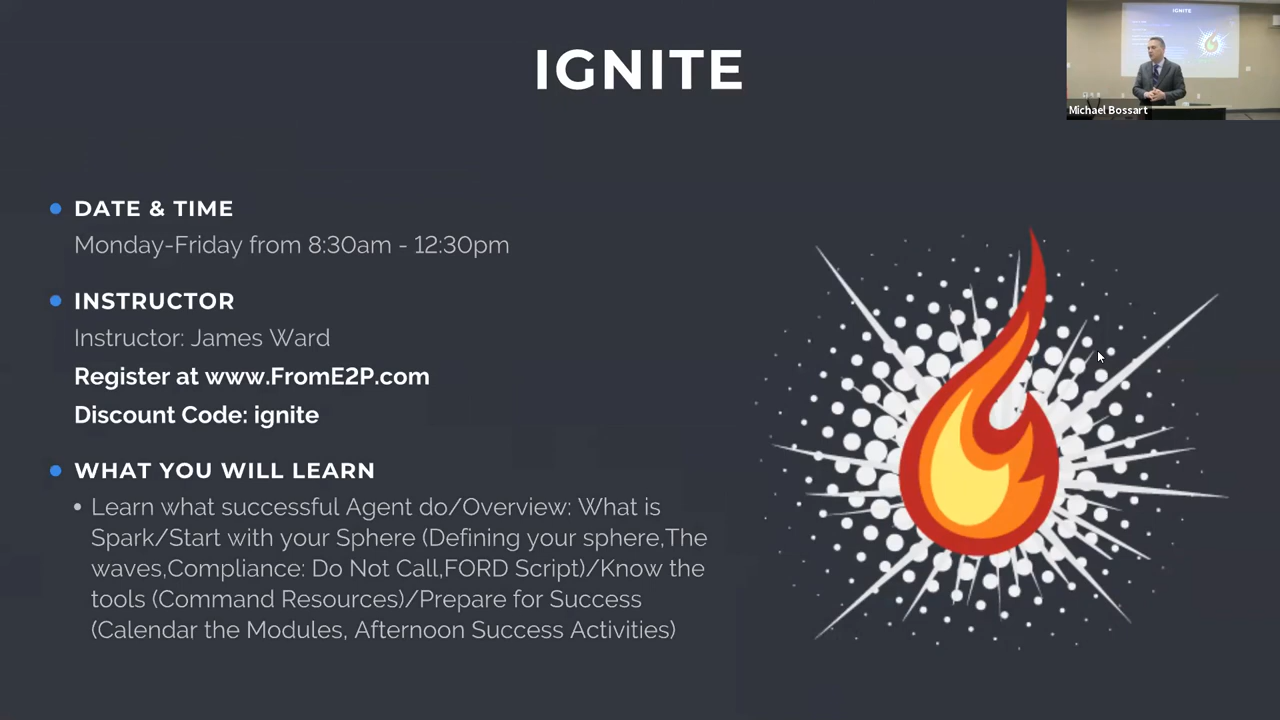 IGNITE
IGNITE
Michael Bossart
DATE & TIME
Monday-Friday from 8:30am - 12:30pm
INSTRUCTOR
Instructor: James Ward
Register at www.FromE2P.com
Discount Code: ignite
WHAT YOU WILL LEARN
• Learn what successful Agent do/Overview: What is
Spark/Start with your Sphere (Defining your sphere,The
waves,Compliance: Do Not Call,FORD Script)/Know the
tools (Command Resources)/Prepare for Success
(Calendar the Modules, Afternoon Success Activities)